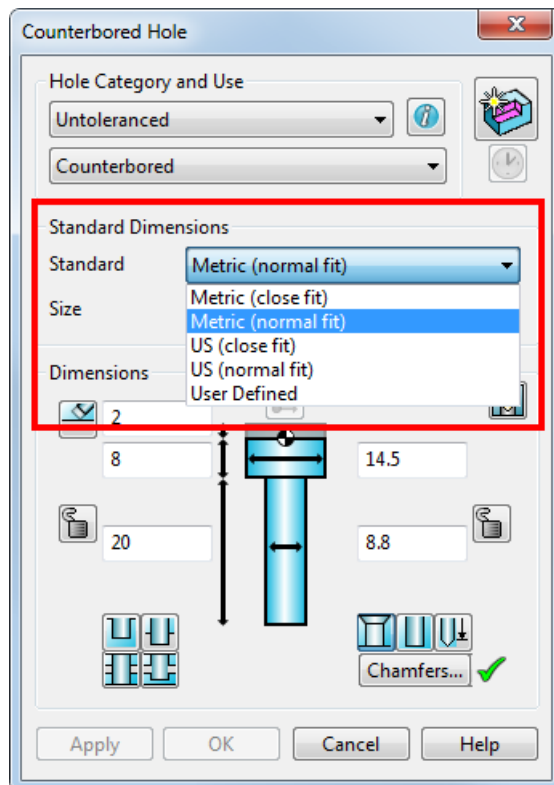 Counterbored Hole
Hole Category and Use
Untoleranced
Counterbored
Standard Dimensions
Standard
Metric (normal fit)
Metric (close fit)
Size
Metric (normal fit)
US (close fit)
US (normal fit)
Dimensions
User Defined
2
8
14.5
20
8.8
Chamfers...
Apply
OK
Cancel
Help